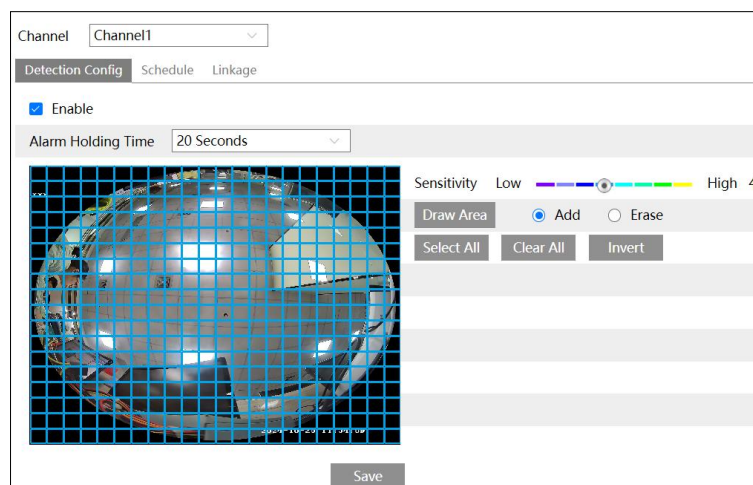 Channel Channel1
Detection Config Schedule Linkage
Enable
Alarm Holding Time 20 Seconds
Sensitivity Low High 4
Draw Area Add Erase
Select All Clear All Invert
Save